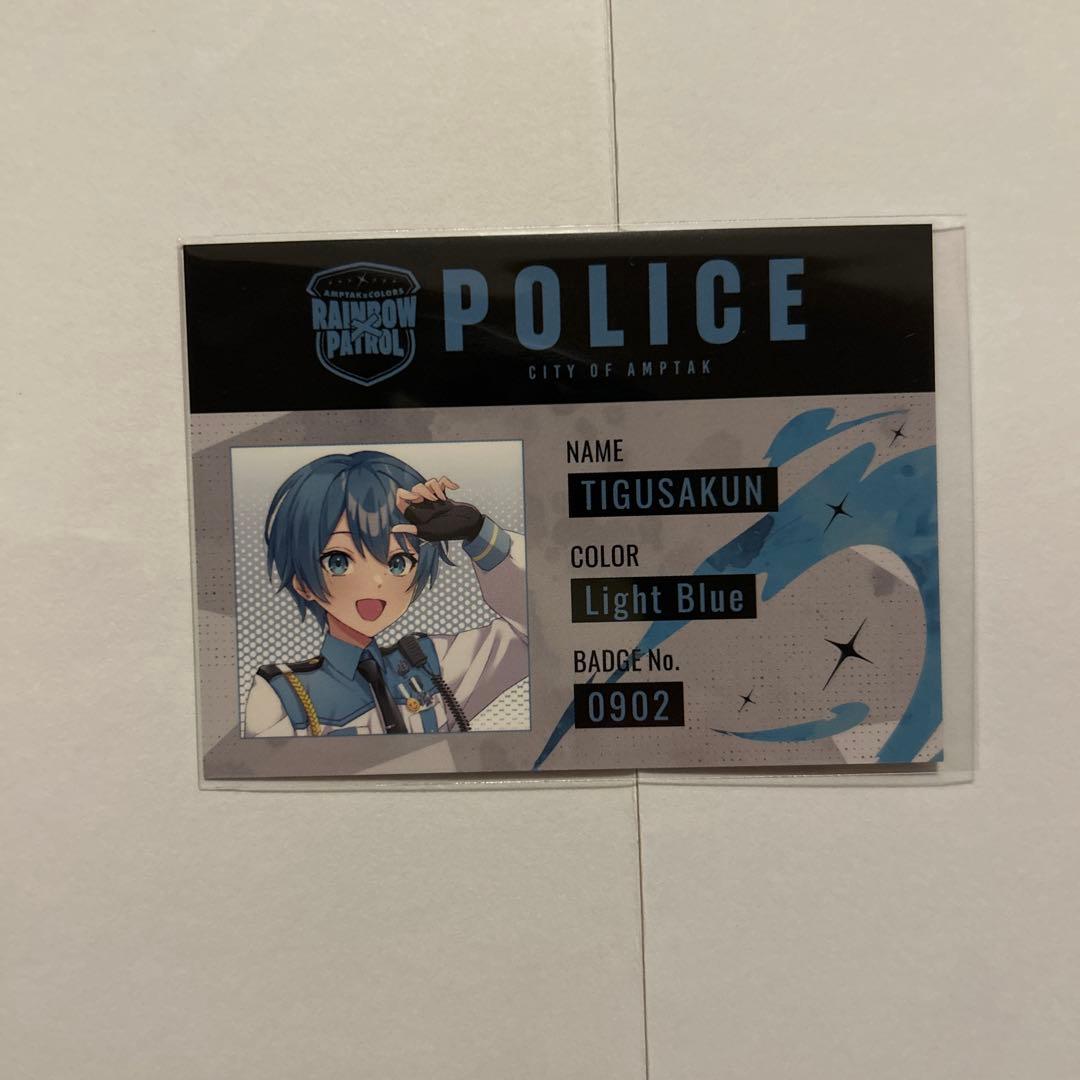 AMPTAK×COLORS
RAINBOW
PATROL
POLICE
CITY OF AMPTAK
NAME
TIGUSAKUN
COLOR
Light Blue
BADGE No.
0902